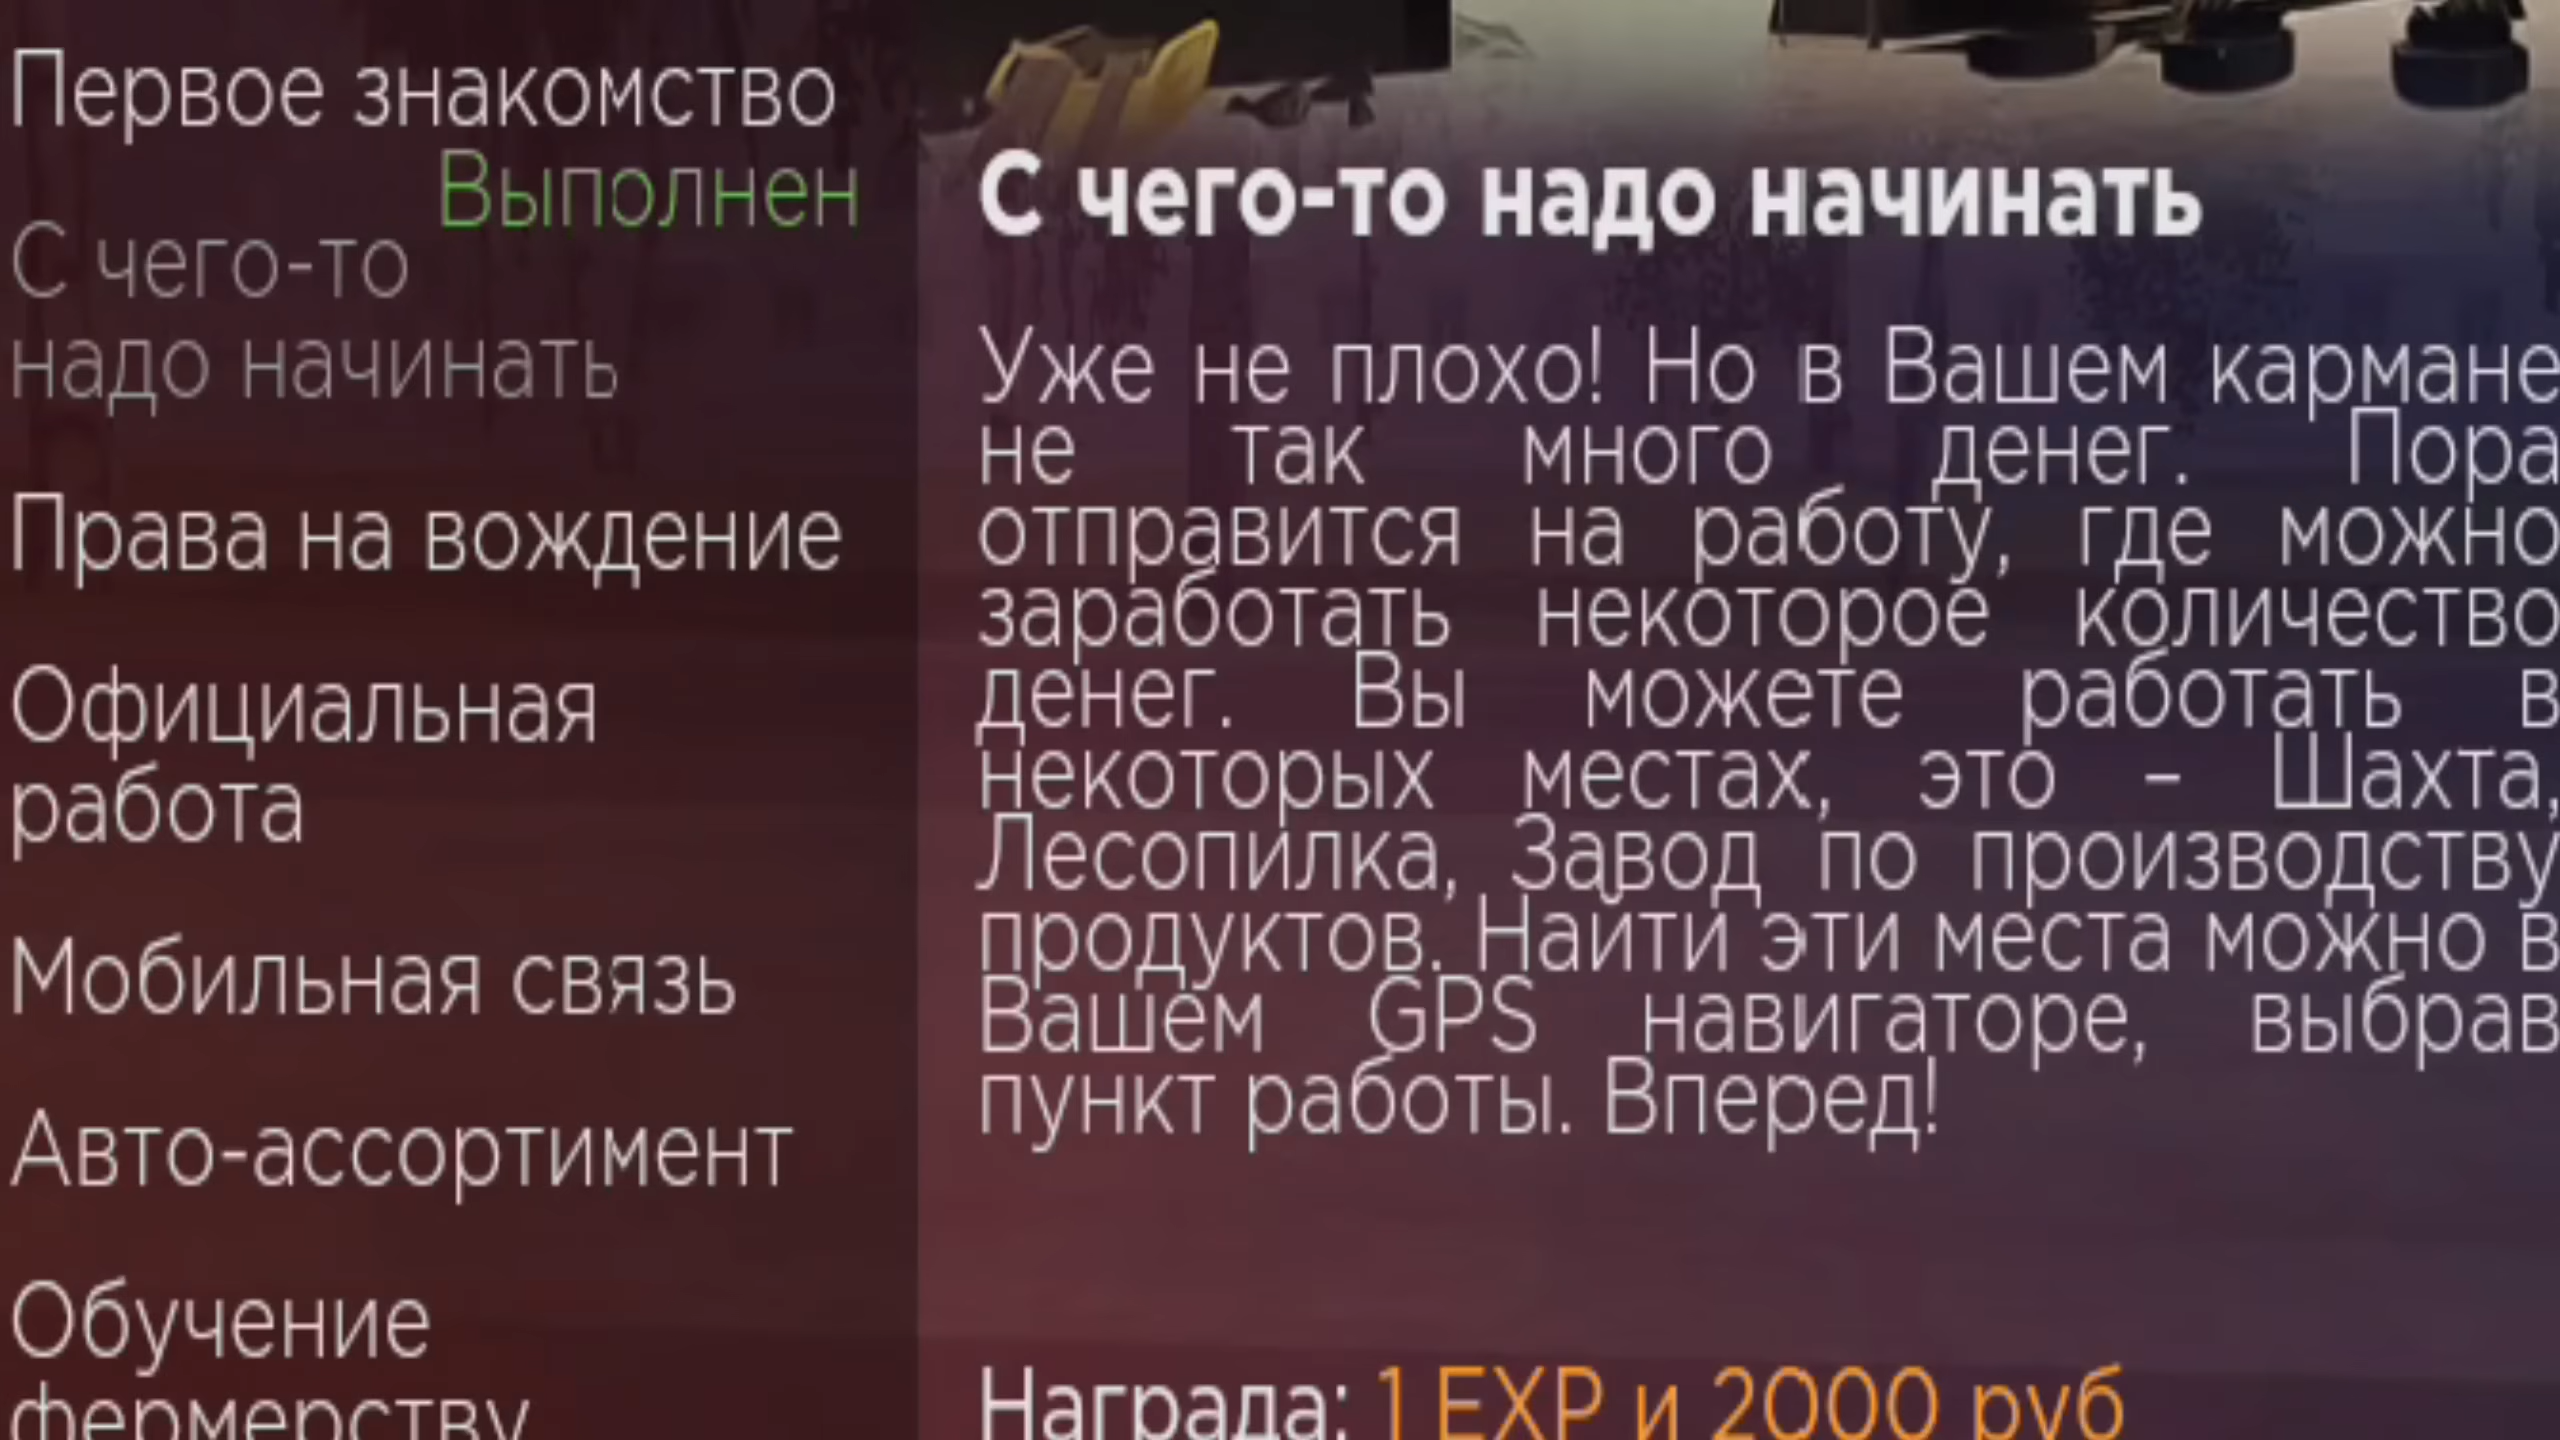 Первое знакомство
Выполнен
С чего-то
надо начинать
Права на вождение
Официальная
работа
Мобильная связь
Авто-ассортимент
Обучение
фермерству
С чего-то надо начинать
Уже не плохо! Но в Вашем кармане
не так много денег. Пора
отправится на работу, где можно
заработать некоторое количество
денег. Вы можете работать в
некоторых местах, это – Шахта,
Лесопилка, Завод по производству
продуктов. Найти эти места можно в
Вашем GPS навигаторе, выбрав
пункт работы. Вперед!
Награда: 1 EXP и 2000 руб